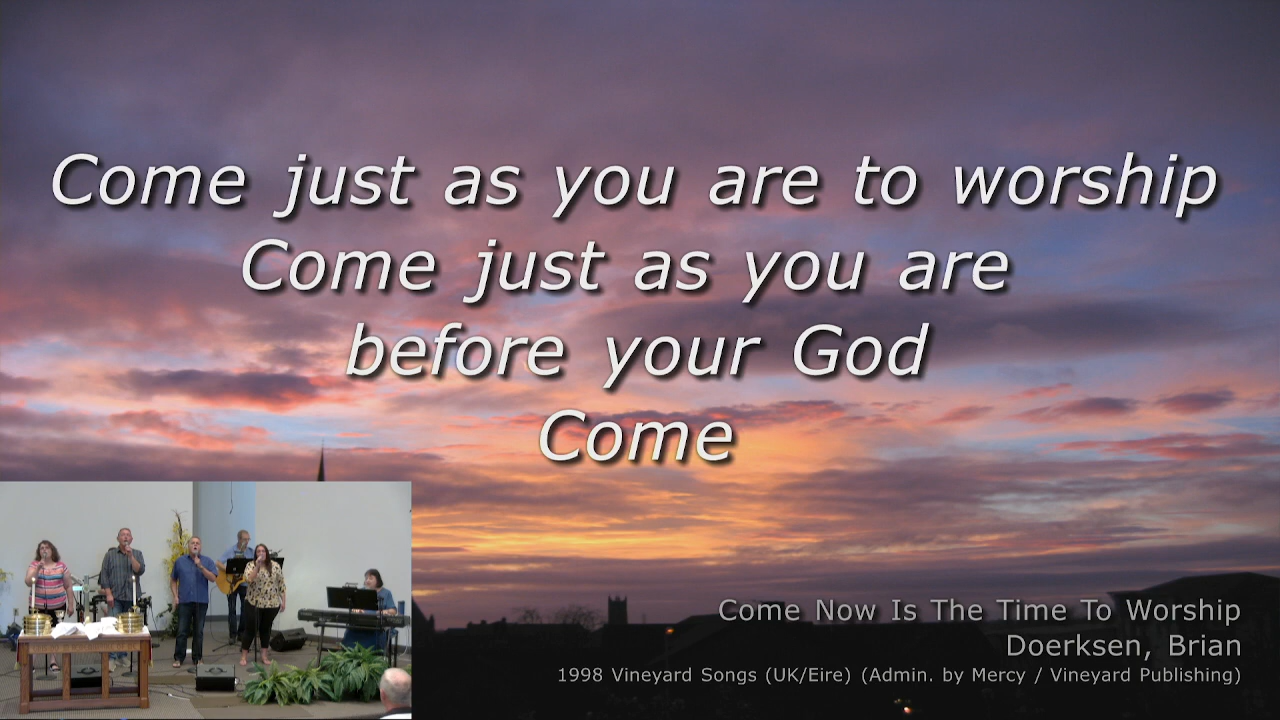 Come just as you are to worship
Come just as you are
before your God
Come
Come Now Is The Time To Worship
Doerksen, Brian
1998 Vineyard Songs (UK/Eire) (Admin. by Mercy / Vineyard Publishing)